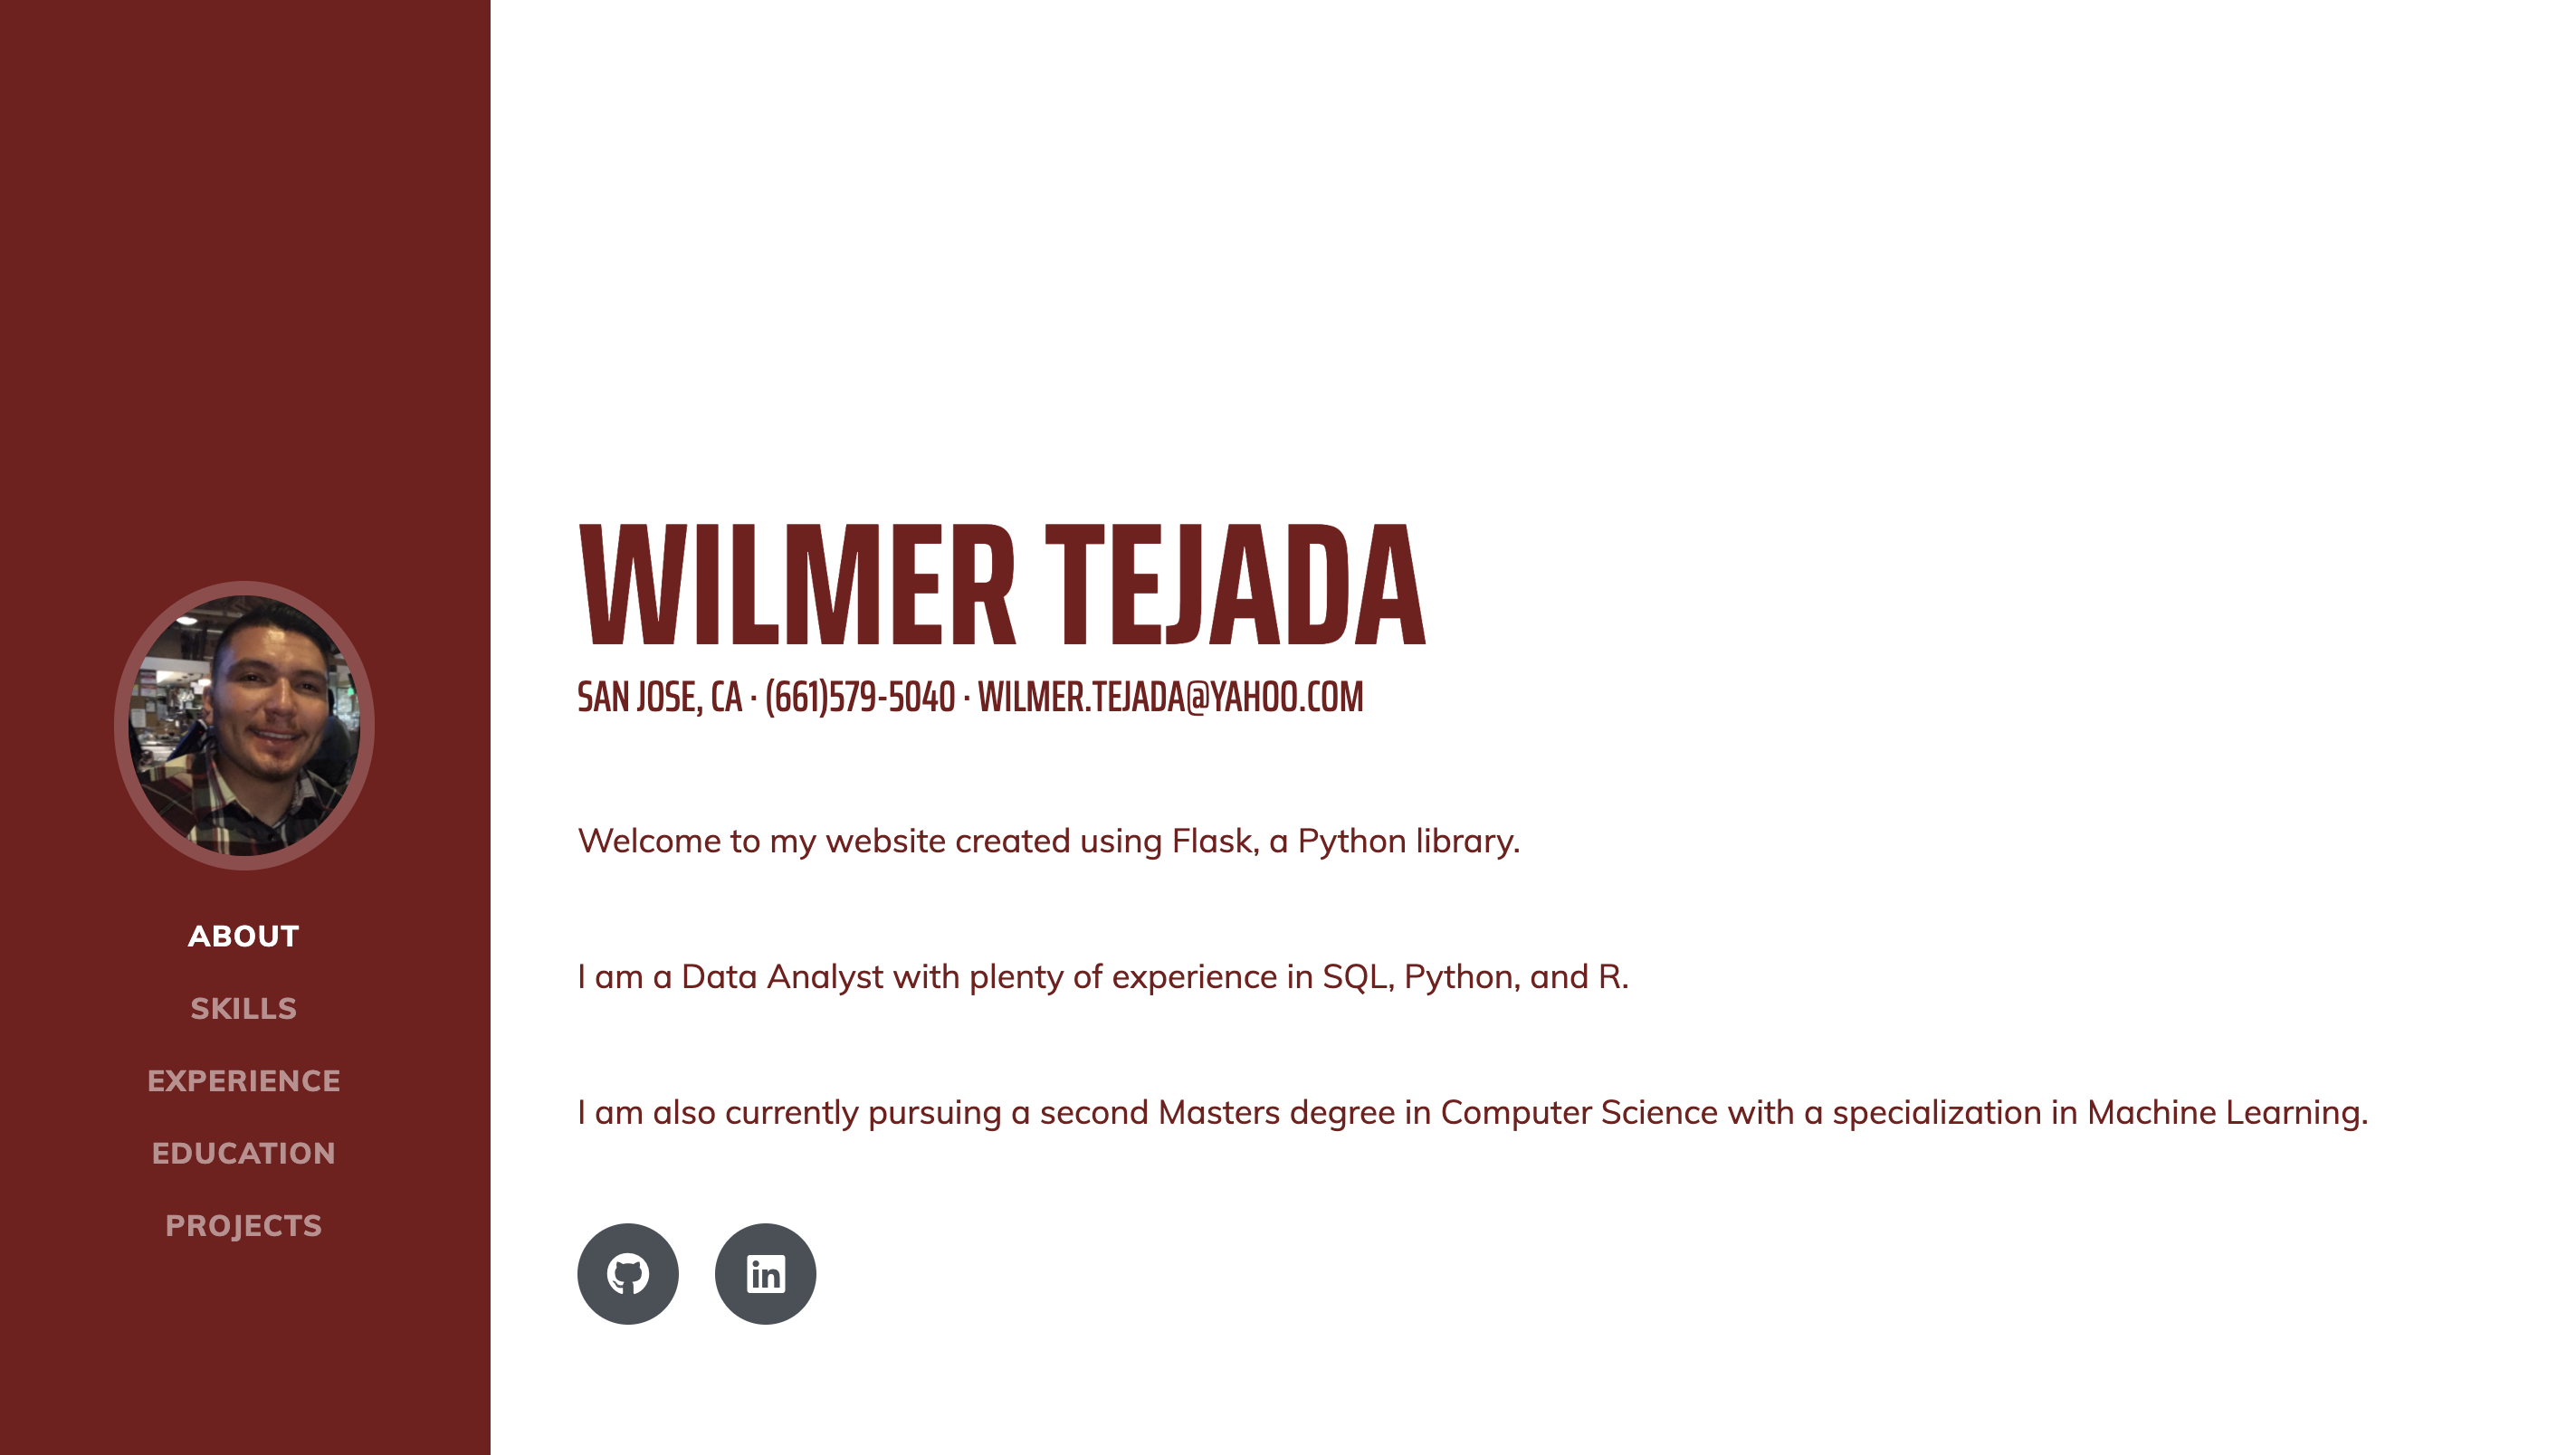 ABOUT
SKILLS
EXPERIENCE
EDUCATION
PROJECTS
WILMER TEJADA
SAN JOSE, CA · (661)579-5040 · WILMER.TEJADA@YAHOO.COM
Welcome to my website created using Flask, a Python library.
I am a Data Analyst with plenty of experience in SQL, Python, and R.
I am also currently pursuing a second Masters degree in Computer Science with a specialization in Machine Learning.
in